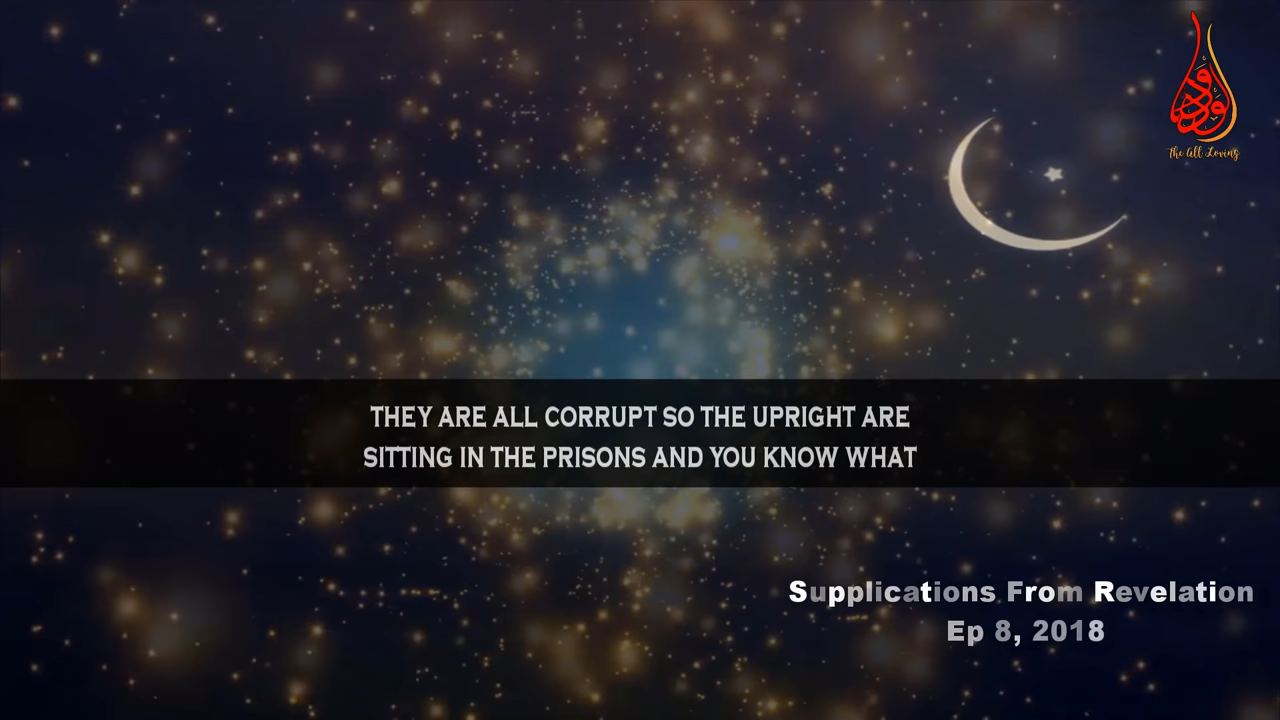 الودود
The All Loving
THEY ARE ALL CORRUPT SO THE UPRIGHT ARE
SITTING IN THE PRISONS AND YOU KNOW WHAT
Supplications From Revelation
Ep 8, 2018